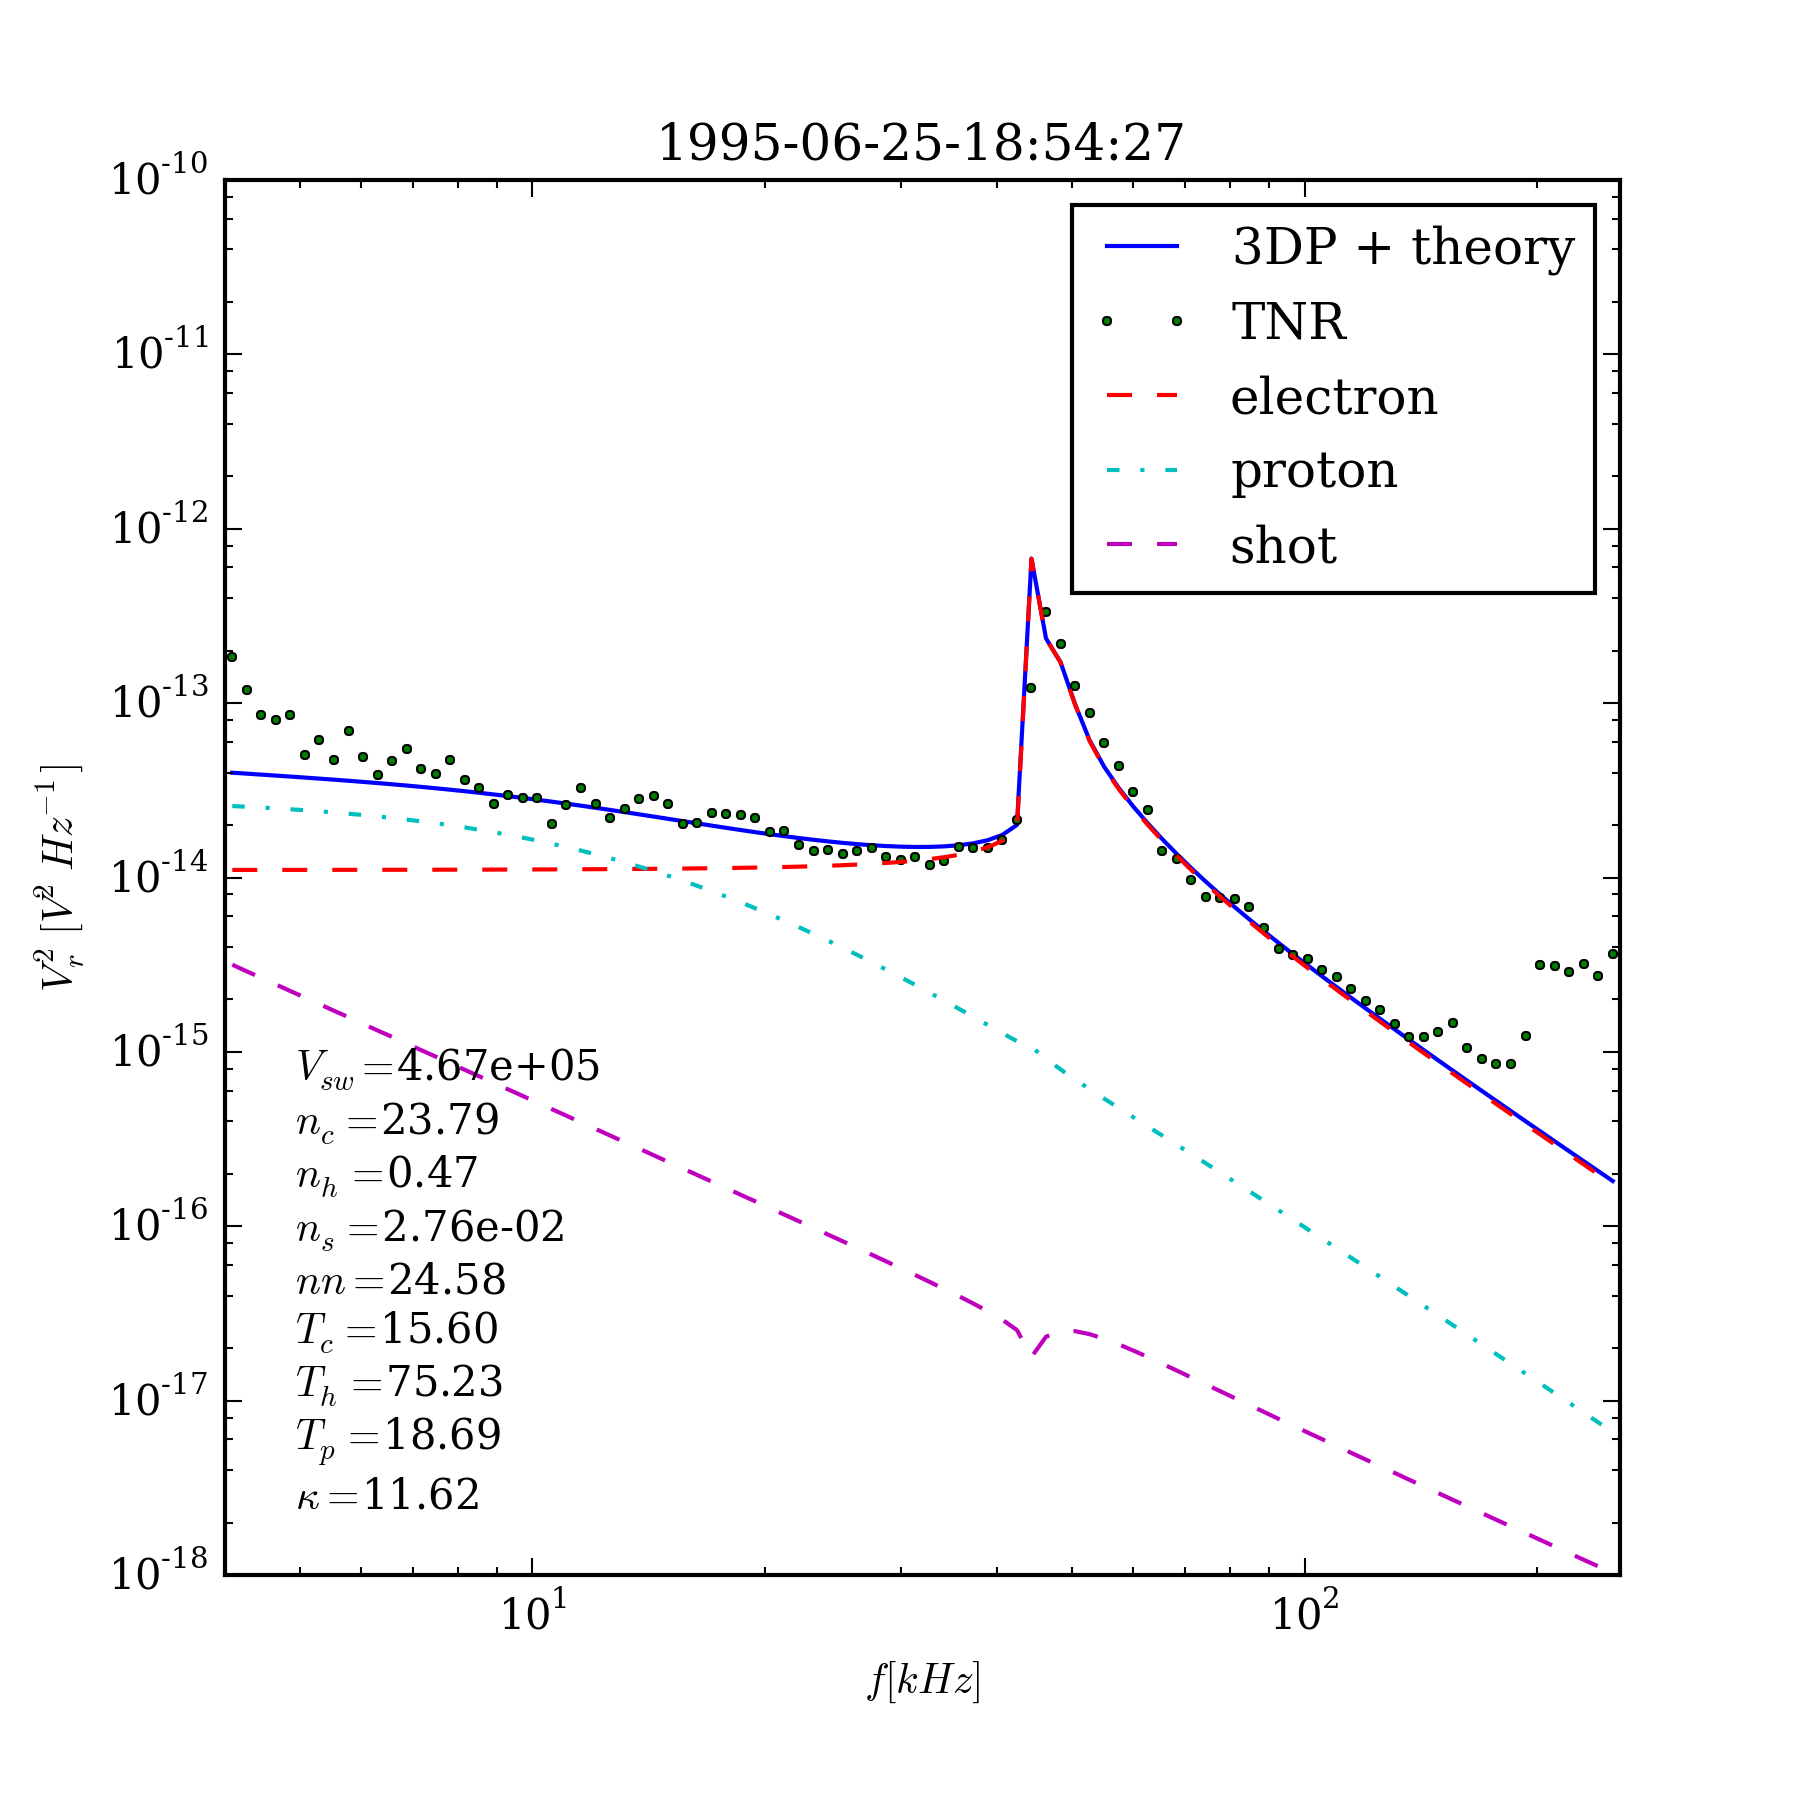 1995-06-25-18:54:27
3DP + theory
TNR
electron
proton
shot
10^-10
10^-11
10^-12
10^-13
10^-14
10^-15
10^-16
10^-17
10^-18
V_r^2 [V^2 Hz^-1]
V_sw =4.67e+05
n_c =23.79
n_h =0.47
n_s =2.76e-02
nn =24.58
T_c =15.60
T_h =75.23
T_p =18.69
κ =11.62
10^1
10^2
f[kHz]